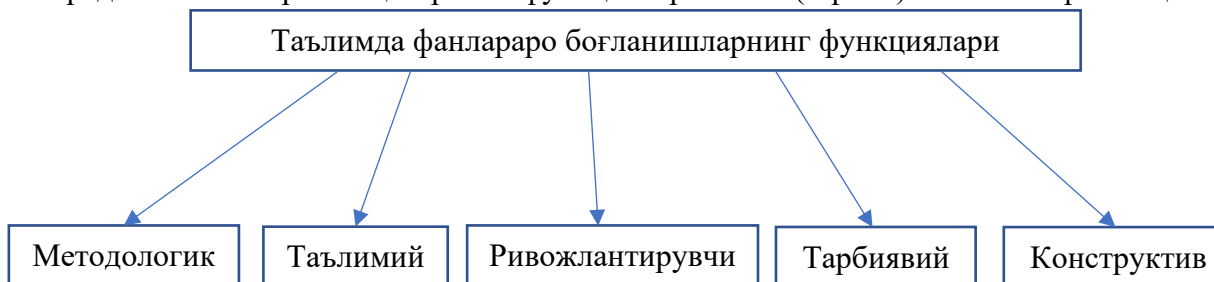 Таълимда фанлараро боғланишларнинг функциялари
Методологик Таълимий Ривожлантирувчи Тарбиявий Конструктив